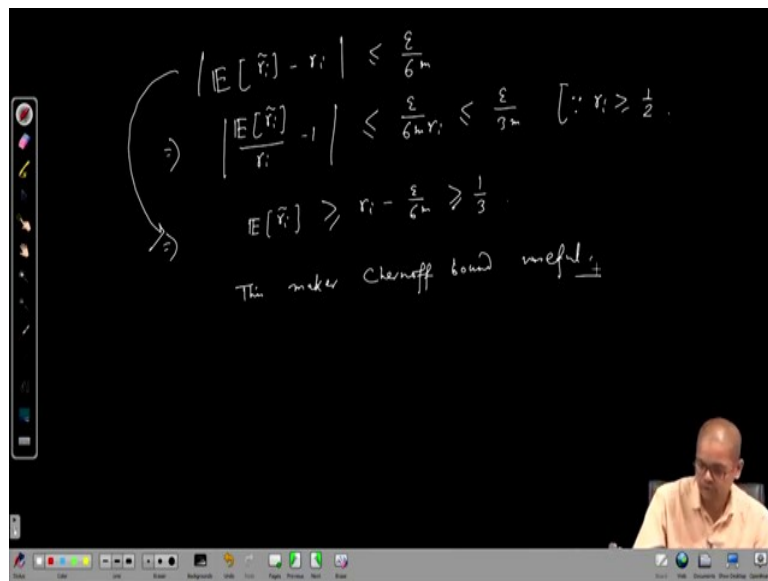 | 𝔼[r̃ᵢ] - rᵢ | ≤ ε/6m
⇒) | 𝔼[r̃ᵢ]/rᵢ - 1 | ≤ ε/6mrᵢ ≤ ε/3m [∵ rᵢ ≥ 1/2.
⇒) 𝔼[r̃ᵢ] ≥ rᵢ - ε/6m ≥ 1/3.
This makes Chernoff bound useful.